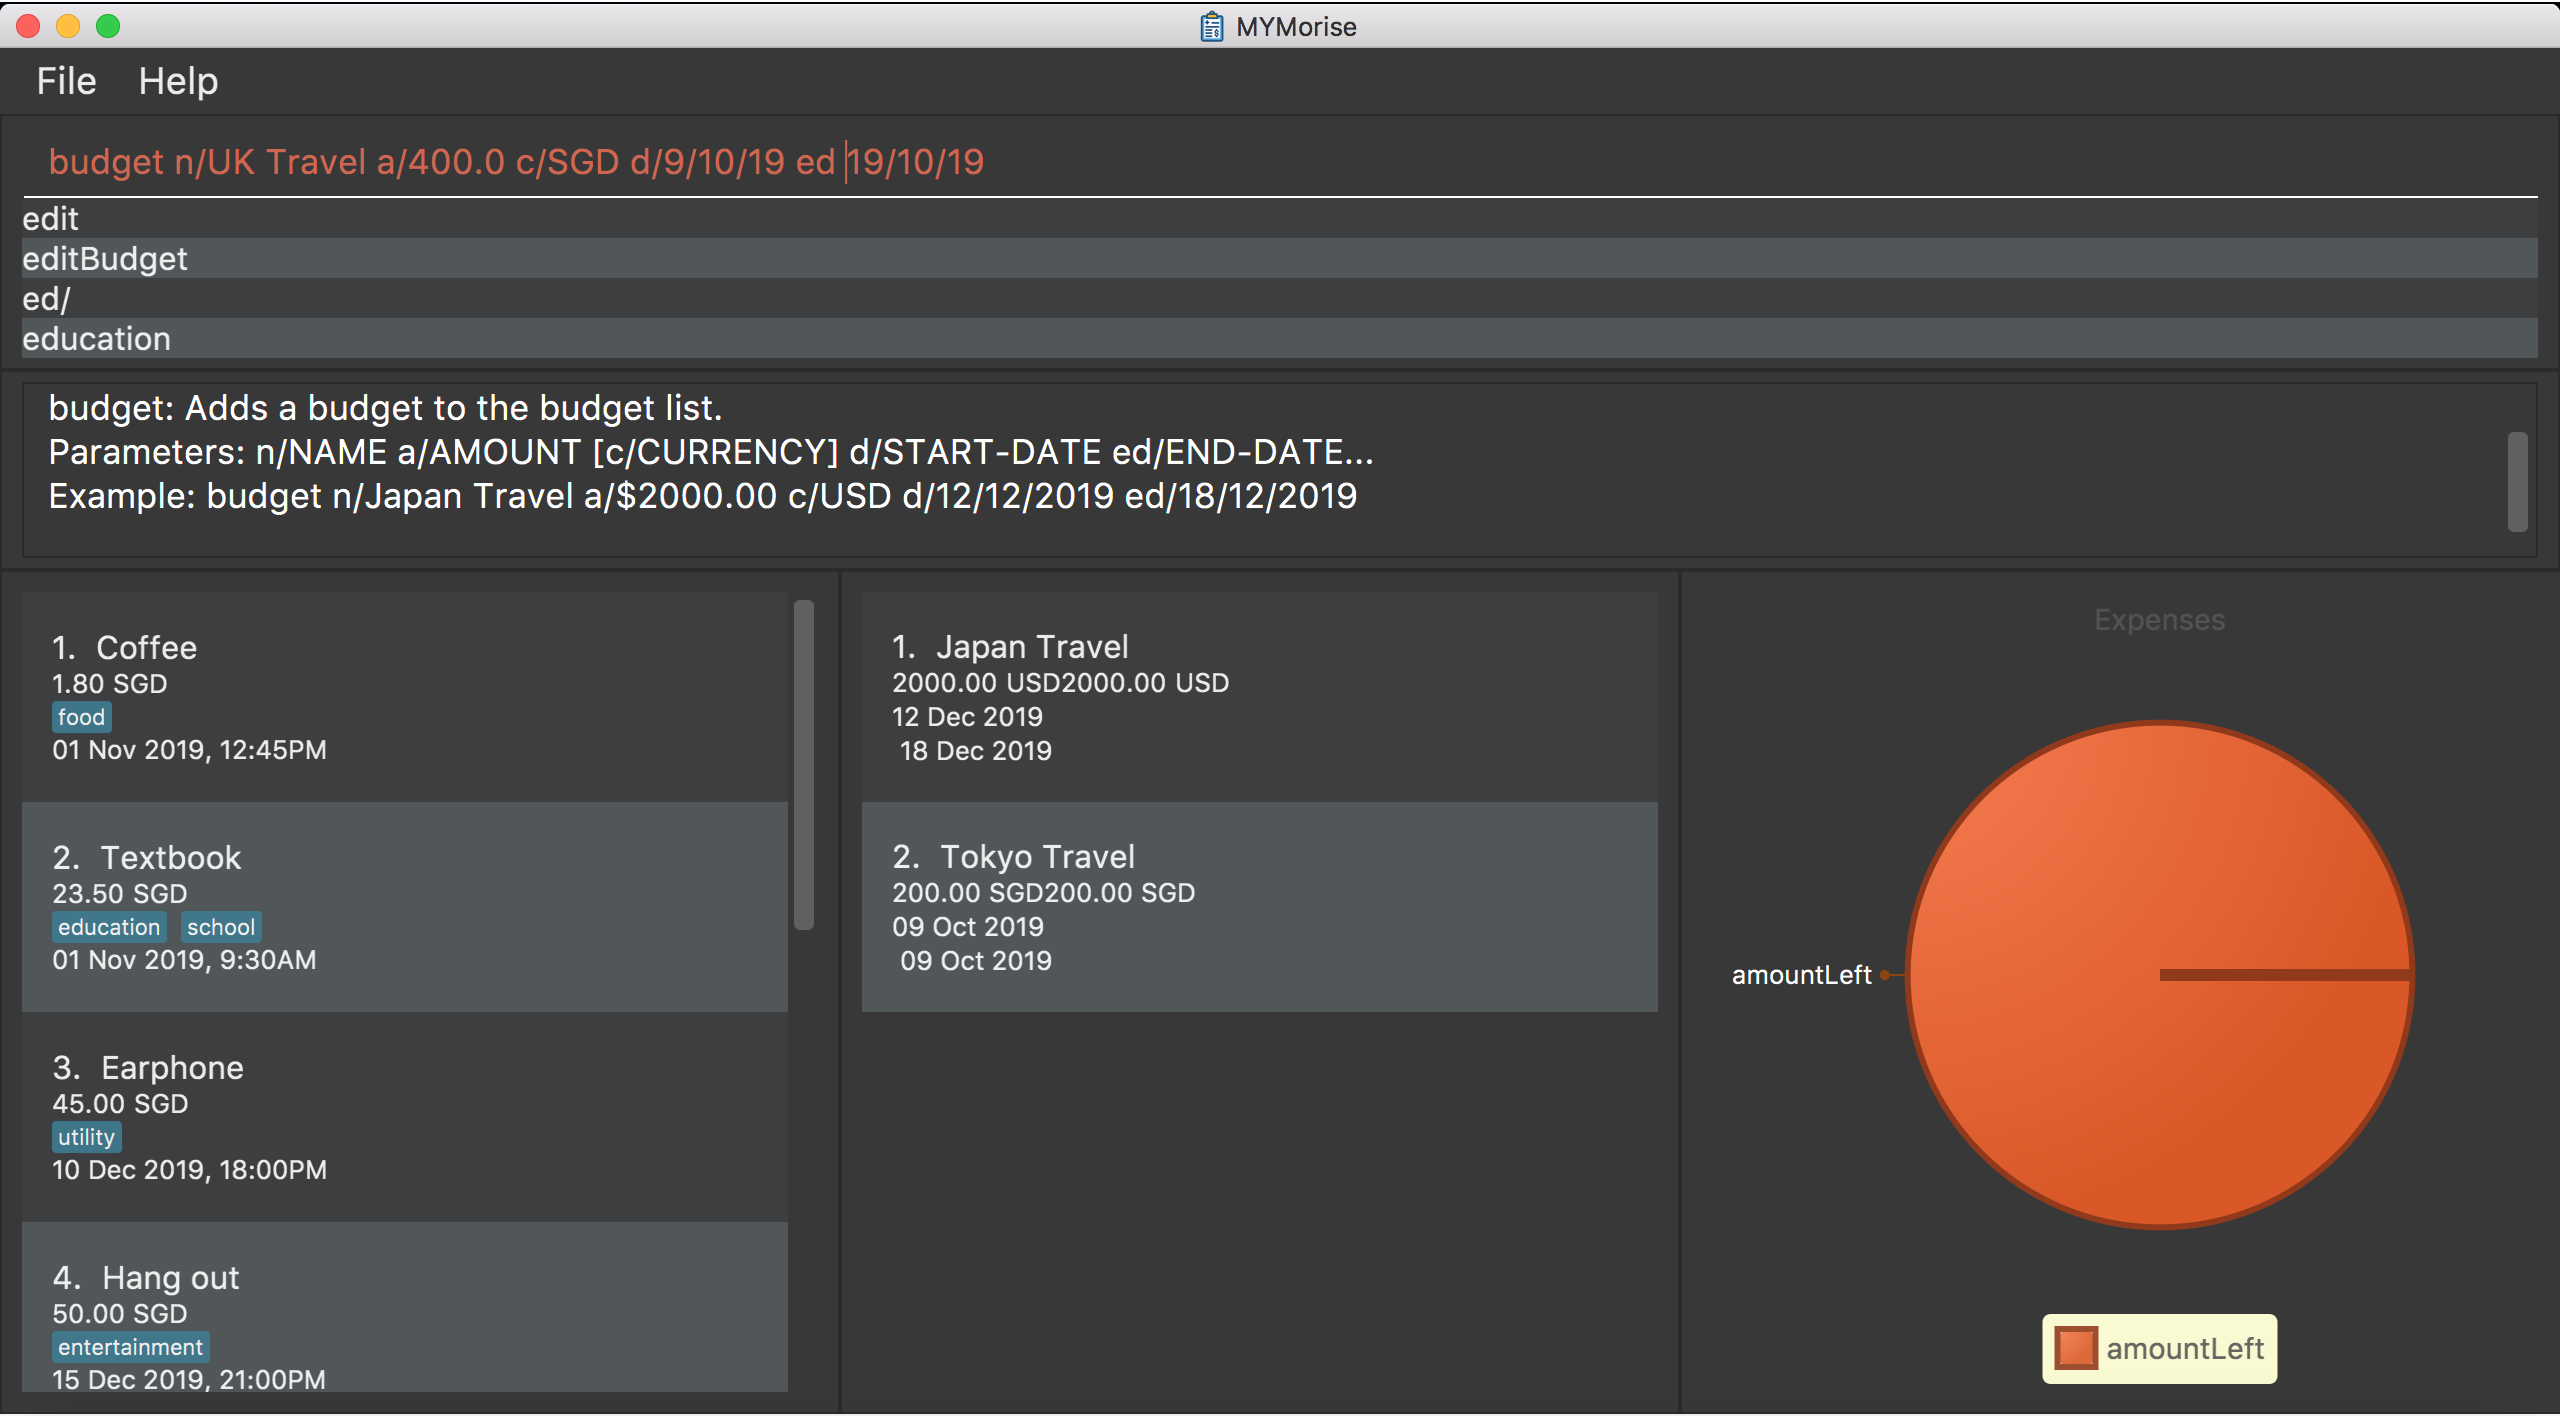 MYMorise
File Help
budget n/UK Travel a/400.0 c/SGD d/9/10/19 ed 19/10/19
edit
editBudget
ed/
education
budget: Adds a budget to the budget list.
Parameters: n/NAME a/AMOUNT [c/CURRENCY] d/START-DATE ed/END-DATE...
Example: budget n/Japan Travel a/$2000.00 c/USD d/12/12/2019 ed/18/12/2019
1. Coffee
1.80 SGD
food
01 Nov 2019, 12:45PM
2. Textbook
23.50 SGD
education school
01 Nov 2019, 9:30AM
3. Earphone
45.00 SGD
utility
10 Dec 2019, 18:00PM
4. Hang out
50.00 SGD
entertainment
15 Dec 2019, 21:00PM
1. Japan Travel
2000.00 USD2000.00 USD
12 Dec 2019
18 Dec 2019
2. Tokyo Travel
200.00 SGD200.00 SGD
09 Oct 2019
09 Oct 2019
Expenses
amountLeft
amountLeft